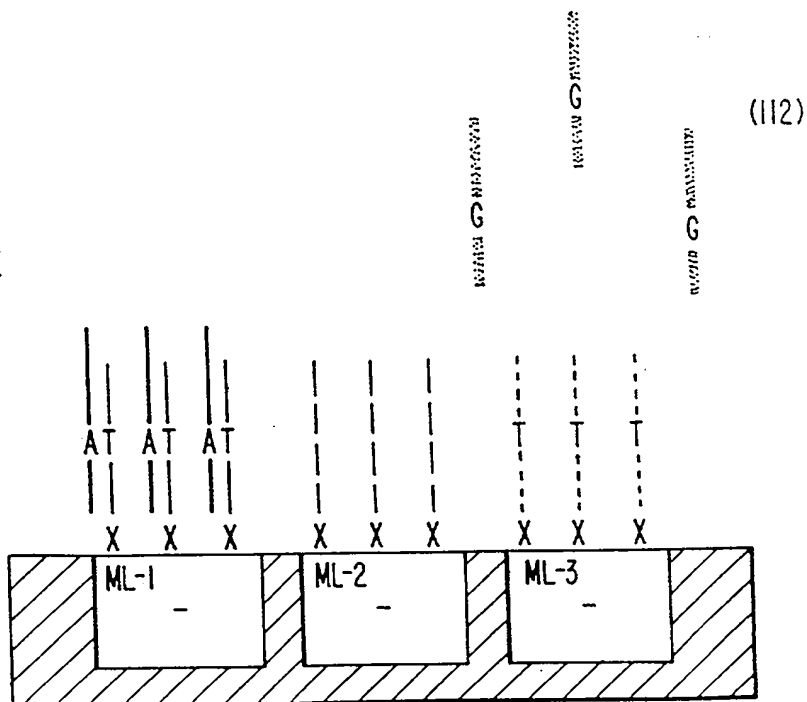 G
(112)
G
G
A T A T A T
T T T
X X X X X X X X X
ML-1 ML-2 ML-3
- - -